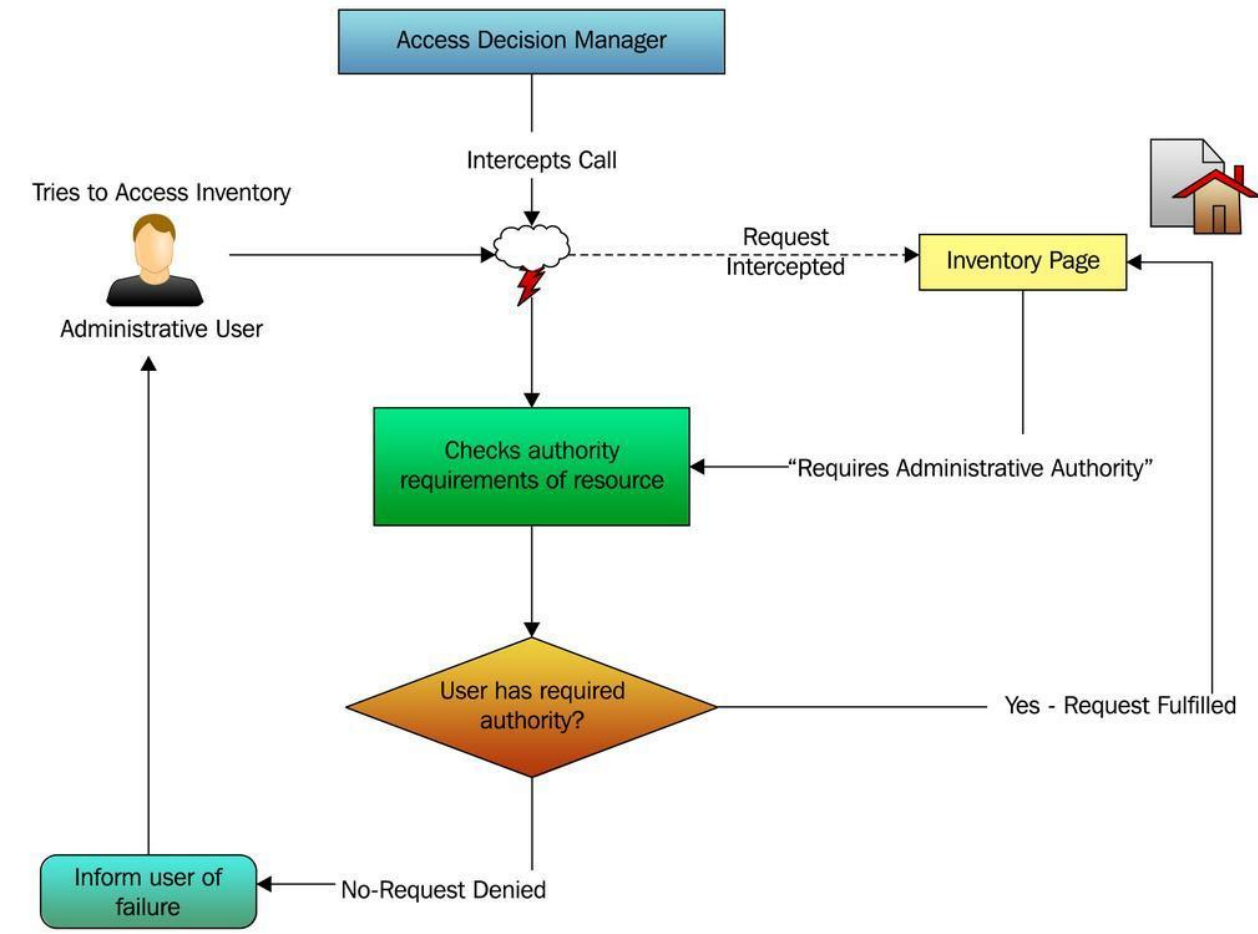 Access Decision Manager
Intercepts Call
Tries to Access Inventory
Administrative User
Request
Intercepted
Inventory Page
Checks authority
requirements of resource
“Requires Administrative Authority”
User has required
authority?
Yes - Request Fulfilled
No-Request Denied
Inform user of
failure